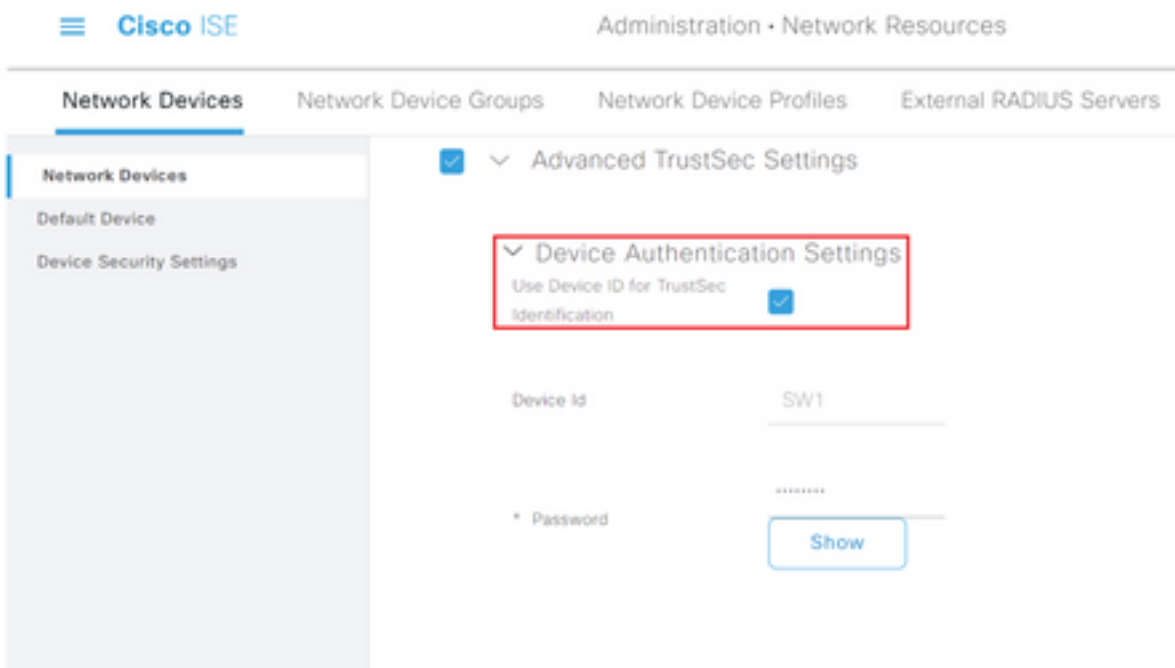 Cisco ISE
Administration • Network Resources
Network Devices
Network Device Groups
Network Device Profiles
External RADIUS Servers
Network Devices
Default Device
Device Security Settings
Advanced TrustSec Settings
Device Authentication Settings
Use Device ID for TrustSec
Identification
Device Id
SW1
* Password
········
Show